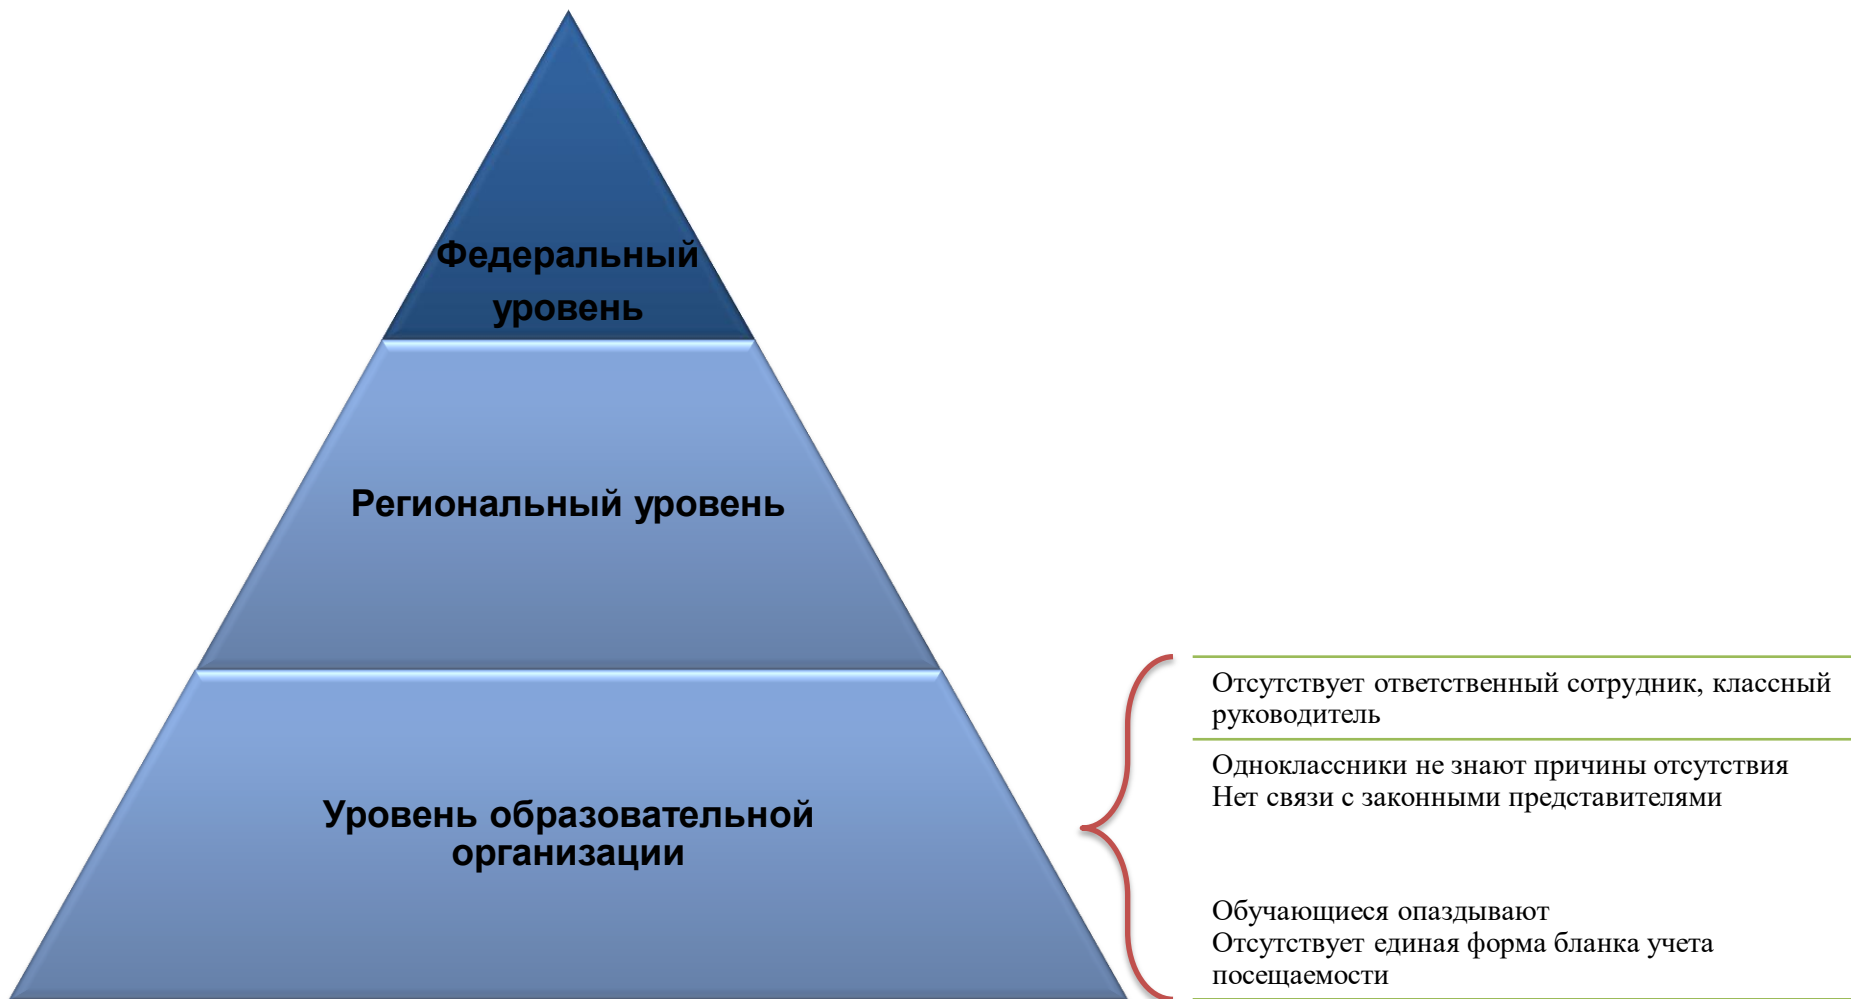 Федеральный
уровень
Региональный уровень
Уровень образовательной
организации
Отсутствует ответственный сотрудник, классный
руководитель
Одноклассники не знают причины отсутствия
Нет связи с законными представителями
Обучающиеся опаздывают
Отсутствует единая форма бланка учета
посещаемости